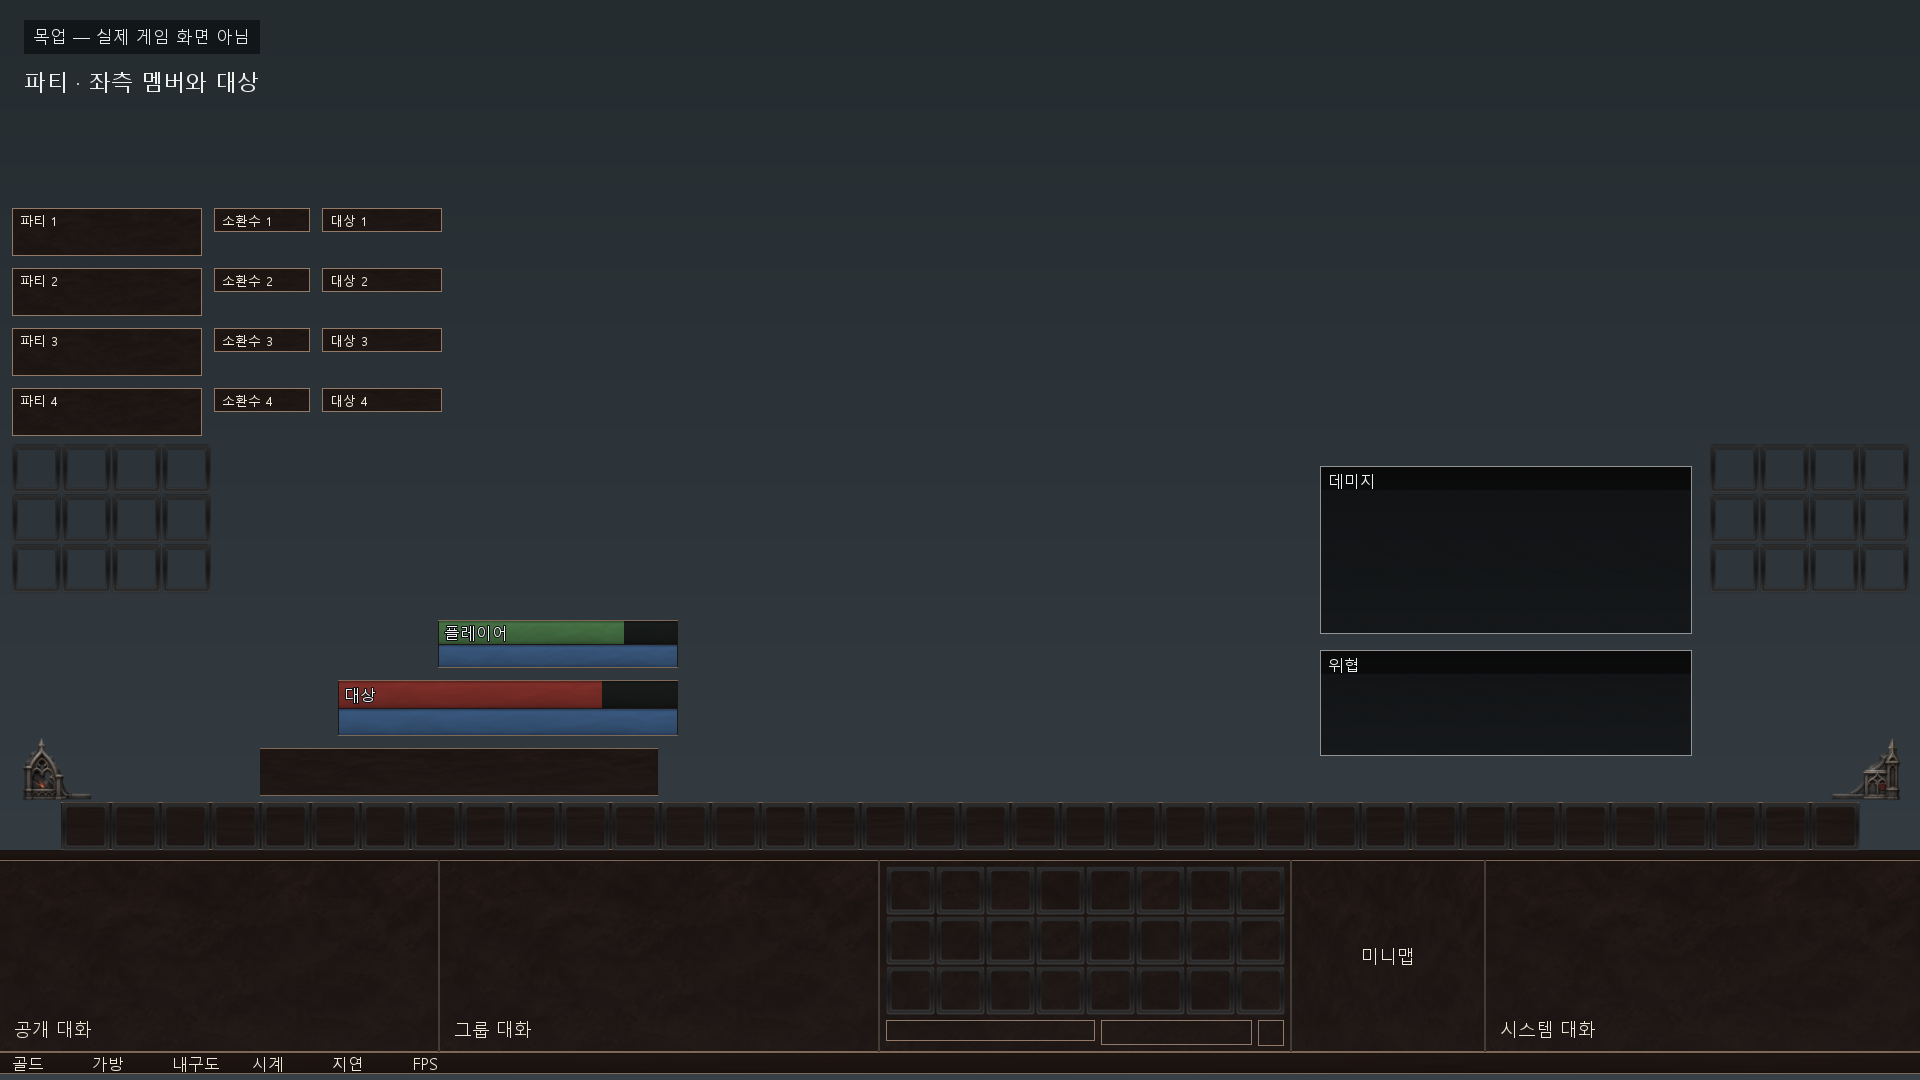 목업 — 실제 게임 화면 아님
파티 · 좌측 멤버와 대상
파티 1 소환수 1 대상 1
파티 2 소환수 2 대상 2
파티 3 소환수 3 대상 3
파티 4 소환수 4 대상 4
데미지
플레이어
위협
대상
미니맵
공개 대화 그룹 대화 시스템 대화
골드 가방 내구도 시계 지연 FPS